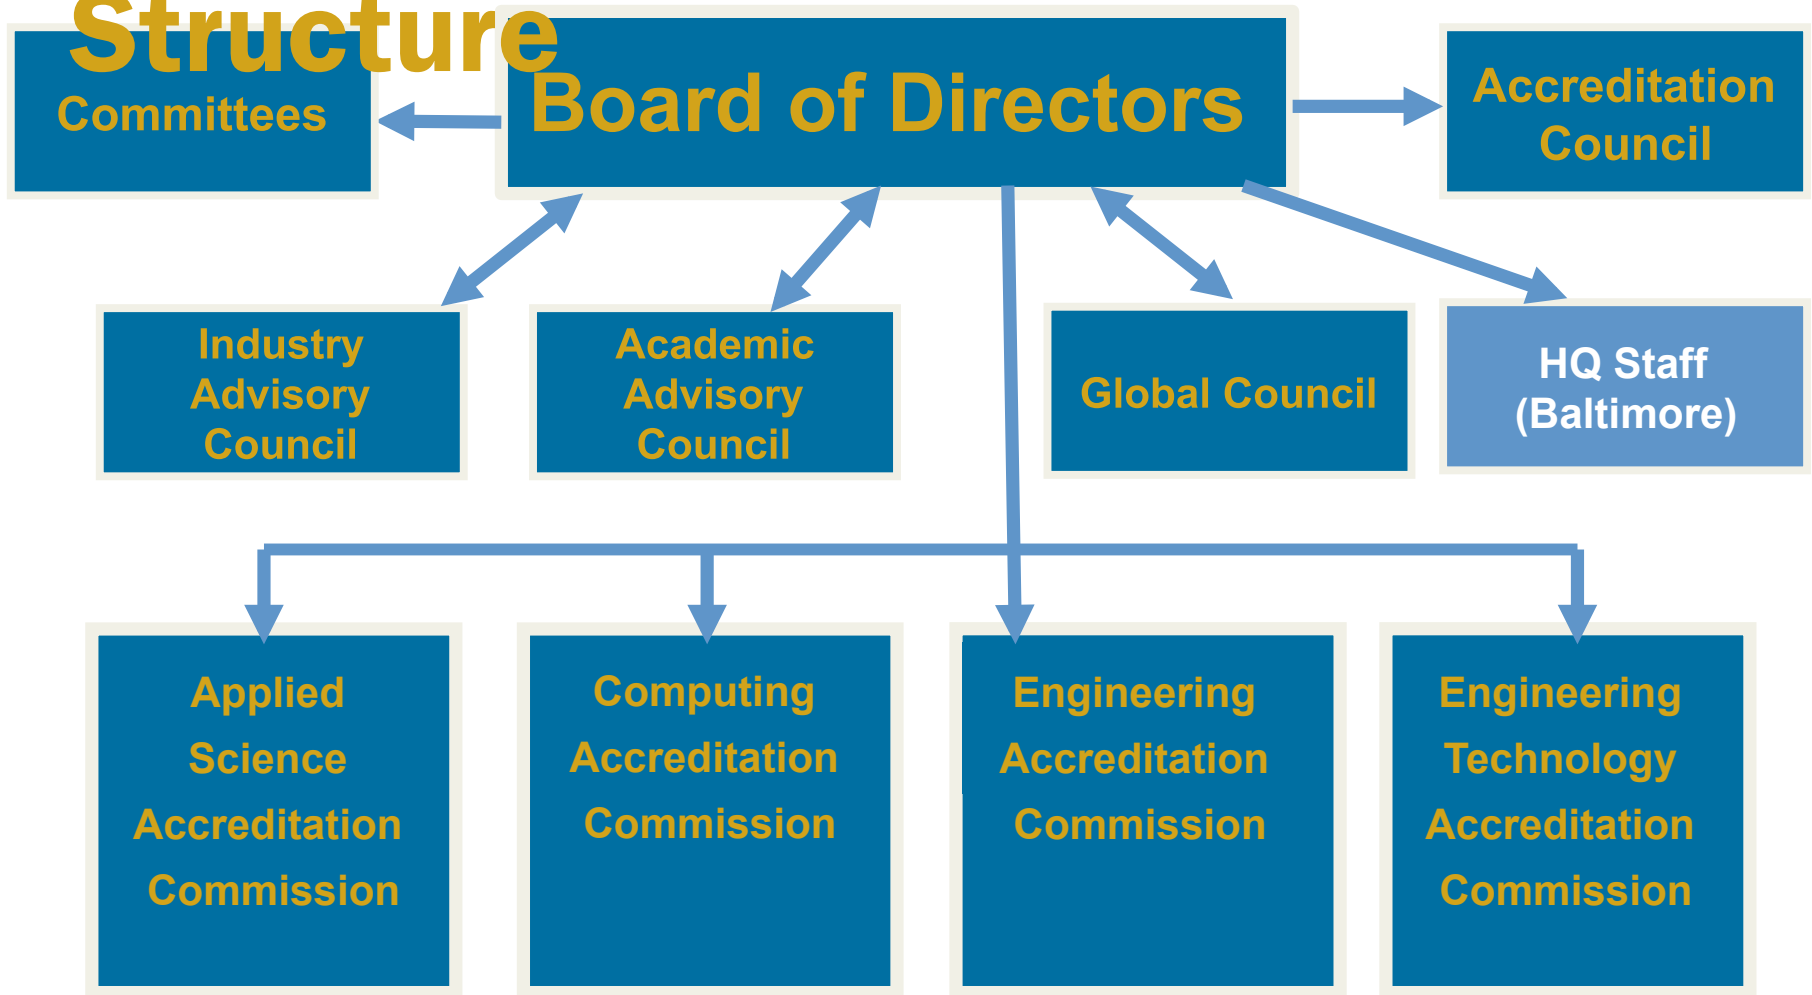 Structure
Committees
Board of Directors
Accreditation
Council
Industry
Advisory
Council
Academic
Advisory
Council
Global Council
HQ Staff
(Baltimore)
Applied
Science
Accreditation
Commission
Computing
Accreditation
Commission
Engineering
Accreditation
Commission
Engineering
Technology
Accreditation
Commission